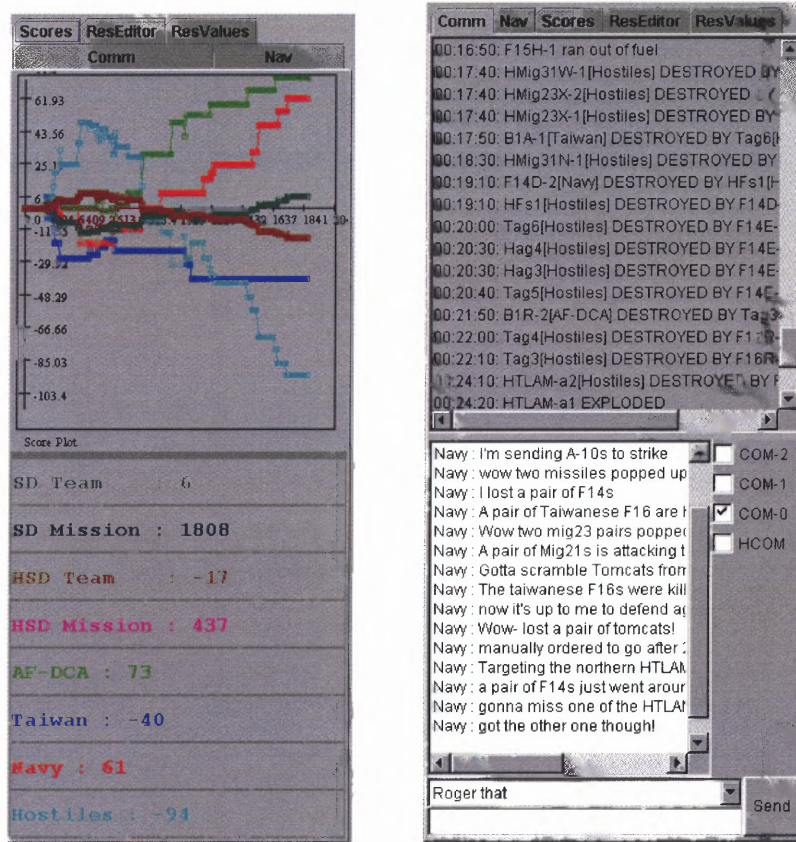 Scores ResEditor ResValues
Comm Nav
61.93
43.56
25.1
6
0
1637 1841
-29.92
-48.29
-66.66
-85.03
-103.4
Score Plot
SD Team : 6
SD Mission : 1808
HSD Team : -17
HSD Mission : 437
AF-DCA : 73
Taiwan : -40
Navy : 61
Hostiles : -94
Comm Nav Scores ResEditor ResValues
00:16:50: F15H-1 ran out of fuel
00:17:40: HMig31W-1[Hostiles] DESTROYED BY
00:17:40: HMig23X-2[Hostiles] DESTROYED
00:17:40: HMig23X-1[Hostiles] DESTROYED BY
00:17:50: B1A-1[Taiwan] DESTROYED BY Tag6[
00:18:30: HMig31N-1[Hostiles] DESTROYED BY
00:19:10: F14D-2[Navy] DESTROYED BY HFs1[H
00:19:10: HFs1[Hostiles] DESTROYED BY F14D-
00:20:00: Tag6[Hostiles] DESTROYED BY F14E-
00:20:30: Hag4[Hostiles] DESTROYED BY F14E-
00:20:30: Hag3[Hostiles] DESTROYED BY F14E-
00:20:40: Tag5[Hostiles] DESTROYED BY F14E-
00:21:50: B1R-2[AF-DCA] DESTROYED BY Tag3
00:22:00: Tag4[Hostiles] DESTROYED BY
00:22:10: Tag3[Hostiles] DESTROYED BY F16R-
00:24:10: HTLAM-a2[Hostiles] DESTROYED BY F
00:24:20: HTLAM-a1 EXPLODED
Navy : I'm sending A-10s to strike
Navy : wow two missiles popped up
Navy : I lost a pair of F14s
Navy : A pair of Taiwanese F16 are
Navy : Wow two mig23 pairs popped
Navy : A pair of Mig21s is attacking t
Navy : Gotta scramble Tomcats from
Navy : The taiwanese F16s were kill
Navy : now it's up to me to defend ag
Navy : Wow- lost a pair of tomcats!
Navy : manually ordered to go after
Navy : Targeting the northern HTLAM
Navy : a pair of F14s just went aroun
Navy : gonna miss one of the HTLAM
Navy : got the other one though!
COM-2
COM-1
COM-0
HCOM
Roger that
Send